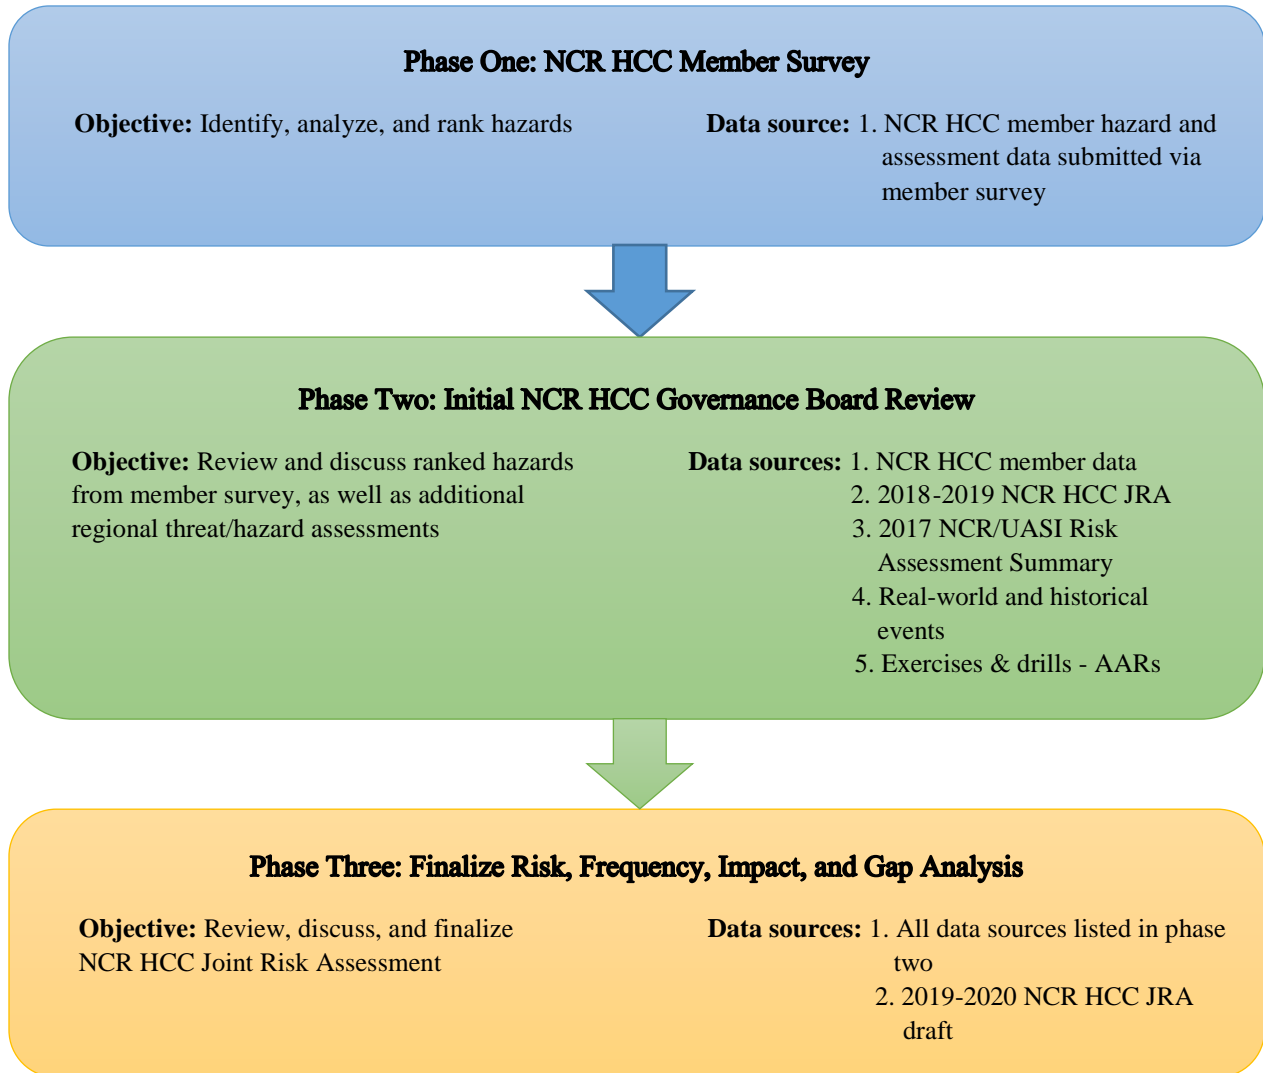 Phase One: NCR HCC Member Survey
Objective: Identify, analyze, and rank hazards
Data source: 1. NCR HCC member hazard and
assessment data submitted via
member survey
Phase Two: Initial NCR HCC Governance Board Review
Objective: Review and discuss ranked hazards
from member survey, as well as additional
regional threat/hazard assessments
Data sources: 1. NCR HCC member data
2. 2018-2019 NCR HCC JRA
3. 2017 NCR/UASI Risk
Assessment Summary
4. Real-world and historical
events
5. Exercises & drills - AARs
Phase Three: Finalize Risk, Frequency, Impact, and Gap Analysis
Objective: Review, discuss, and finalize
NCR HCC Joint Risk Assessment
Data sources: 1. All data sources listed in phase
two
2. 2019-2020 NCR HCC JRA
draft